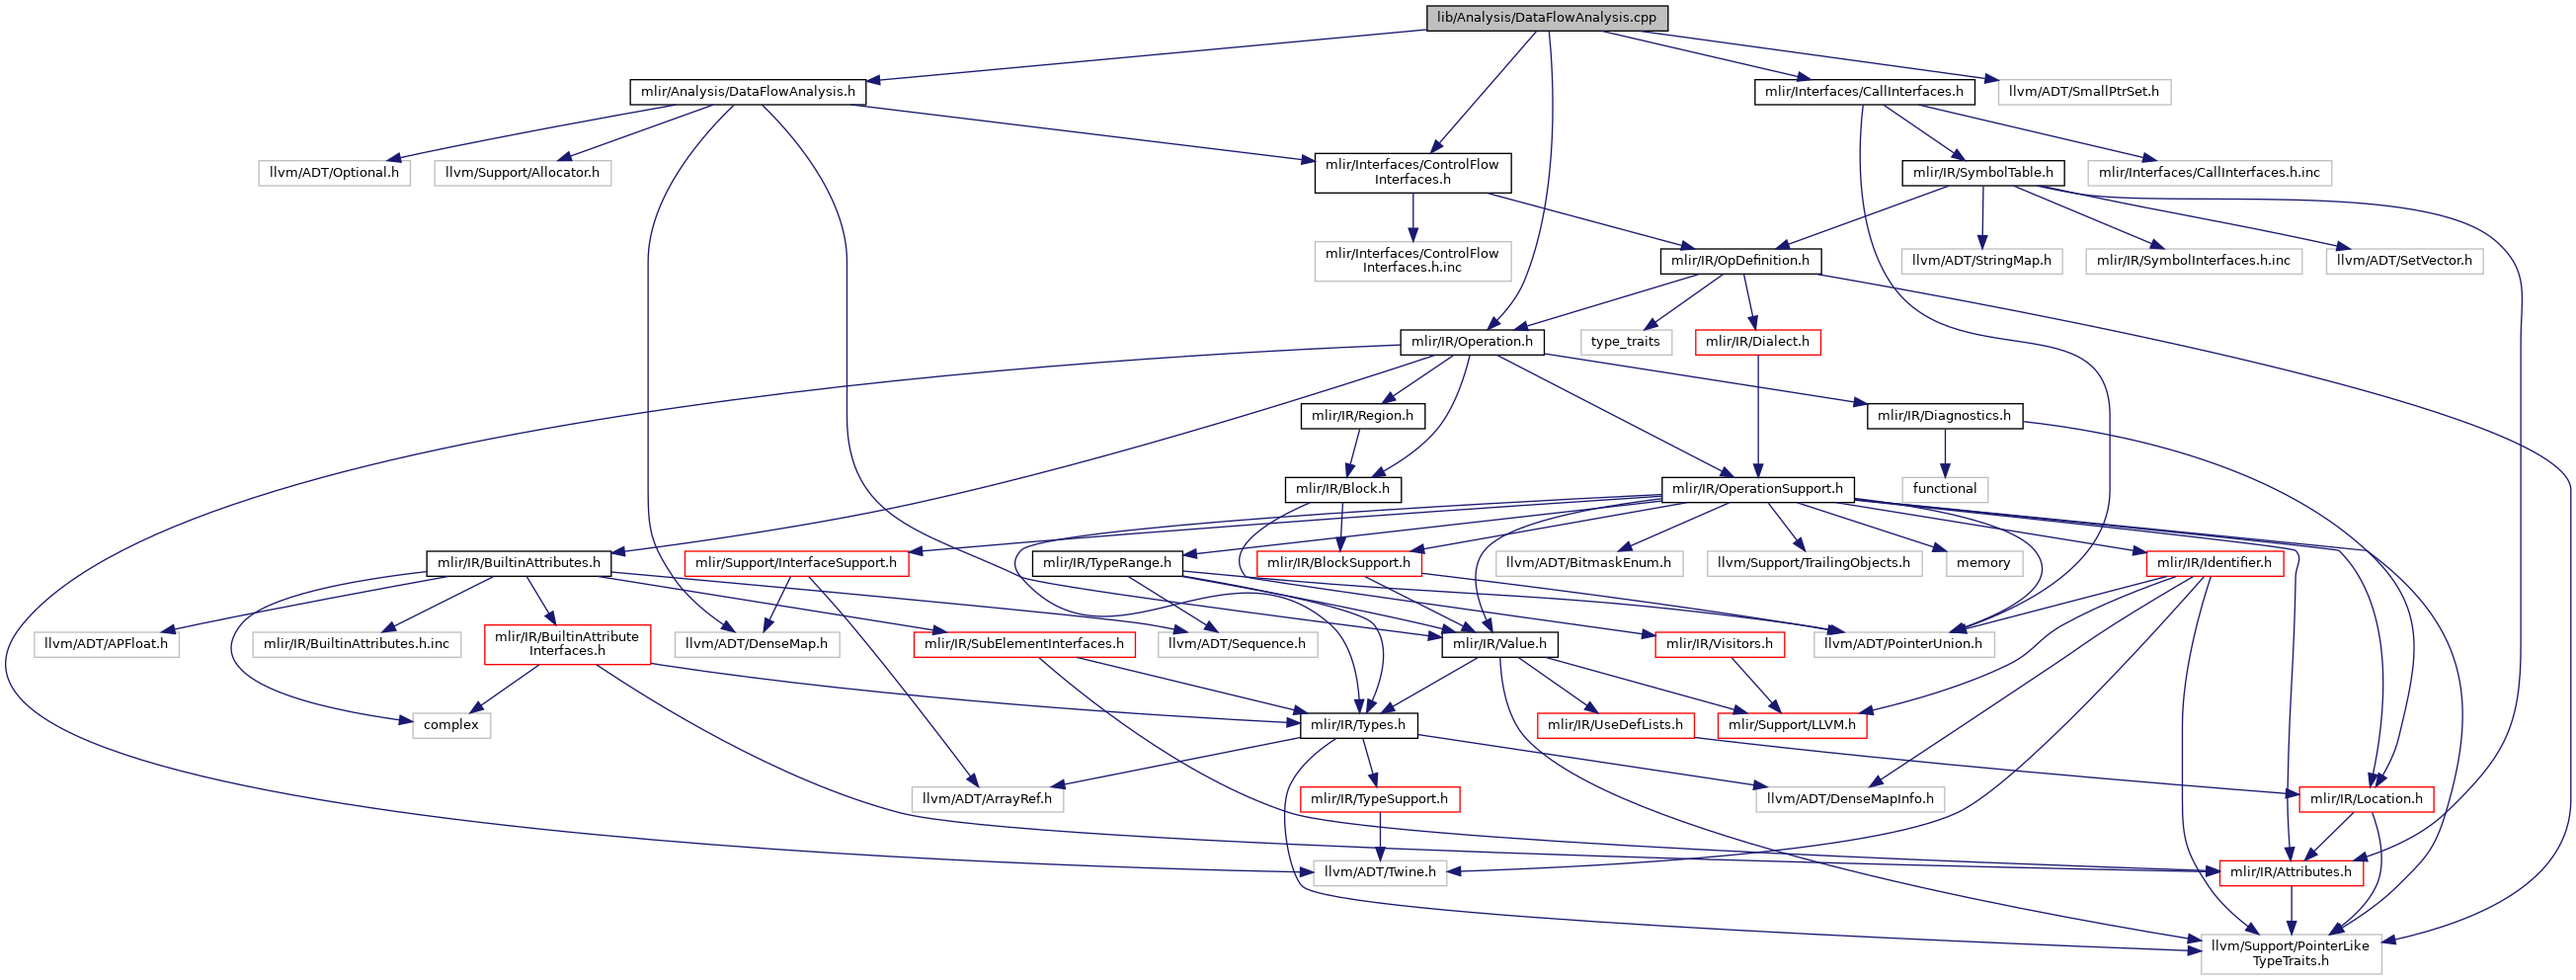 lib/Analysis/DataFlowAnalysis.cpp
mlir/Analysis/DataFlowAnalysis.h
mlir/Interfaces/CallInterfaces.h
llvm/ADT/SmallPtrSet.h
llvm/ADT/Optional.h
llvm/Support/Allocator.h
mlir/Interfaces/ControlFlow
Interfaces.h
mlir/IR/SymbolTable.h
mlir/Interfaces/CallInterfaces.h.inc
mlir/Interfaces/ControlFlow
Interfaces.h.inc
mlir/IR/OpDefinition.h
llvm/ADT/StringMap.h
mlir/IR/SymbolInterfaces.h.inc
llvm/ADT/SetVector.h
mlir/IR/Operation.h
type_traits
mlir/IR/Dialect.h
mlir/IR/Region.h
mlir/IR/Diagnostics.h
mlir/IR/Block.h
mlir/IR/OperationSupport.h
functional
mlir/IR/BuiltinAttributes.h
mlir/Support/InterfaceSupport.h
mlir/IR/TypeRange.h
mlir/IR/BlockSupport.h
llvm/ADT/BitmaskEnum.h
llvm/Support/TrailingObjects.h
memory
mlir/IR/Identifier.h
llvm/ADT/APFloat.h
mlir/IR/BuiltinAttributes.h.inc
mlir/IR/BuiltinAttribute
Interfaces.h
llvm/ADT/DenseMap.h
mlir/IR/SubElementInterfaces.h
llvm/ADT/Sequence.h
mlir/IR/Value.h
mlir/IR/Visitors.h
llvm/ADT/PointerUnion.h
complex
mlir/IR/Types.h
mlir/IR/UseDefLists.h
mlir/Support/LLVM.h
llvm/ADT/ArrayRef.h
mlir/IR/TypeSupport.h
llvm/ADT/DenseMapInfo.h
mlir/IR/Location.h
llvm/ADT/Twine.h
mlir/IR/Attributes.h
llvm/Support/PointerLike
TypeTraits.h